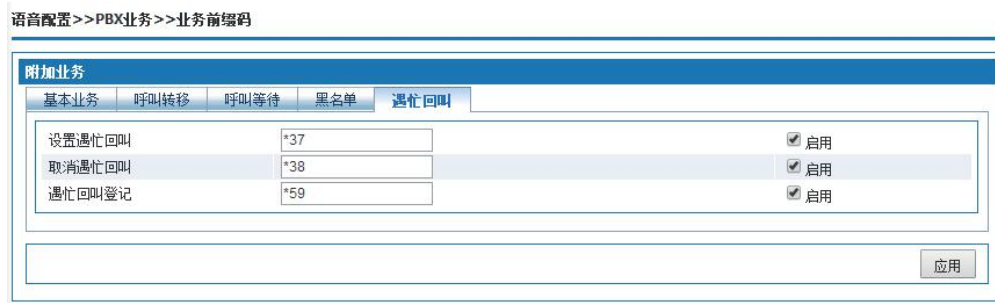 语音配置>>PBX业务>>业务前缀码
附加业务
基本业务 呼叫转移 呼叫等待 黑名单 遇忙回叫
设置遇忙回叫 *37 启用
取消遇忙回叫 *38 启用
遇忙回叫登记 *59 启用
应用